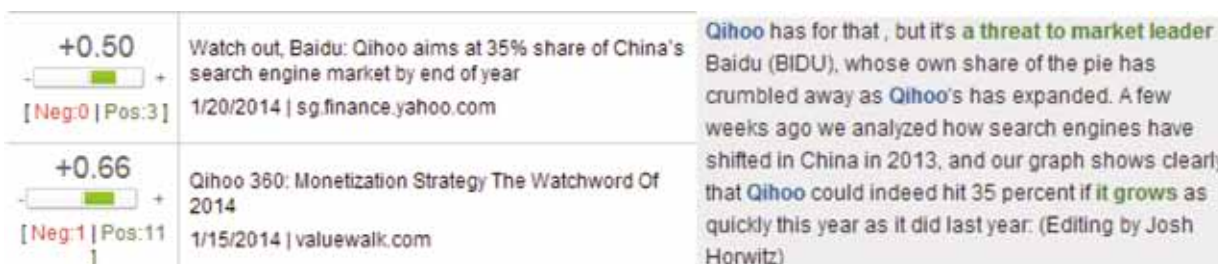 +0.50
- +
[ Neg:0 | Pos:3 ]
Watch out, Baidu: Qihoo aims at 35% share of China's
search engine market by end of year
1/20/2014 | sg.finance.yahoo.com
+0.66
- +
[ Neg:1 | Pos:11
]
Qihoo 360: Monetization Strategy The Watchword Of
2014
1/15/2014 | valuewalk.com
Qihoo has for that , but it's a threat to market leader
Baidu (BIDU), whose own share of the pie has
crumbled away as Qihoo's has expanded. A few
weeks ago we analyzed how search engines have
shifted in China in 2013, and our graph shows clearly
that Qihoo could indeed hit 35 percent if it grows as
quickly this year as it did last year: (Editing by Josh
Horwitz)